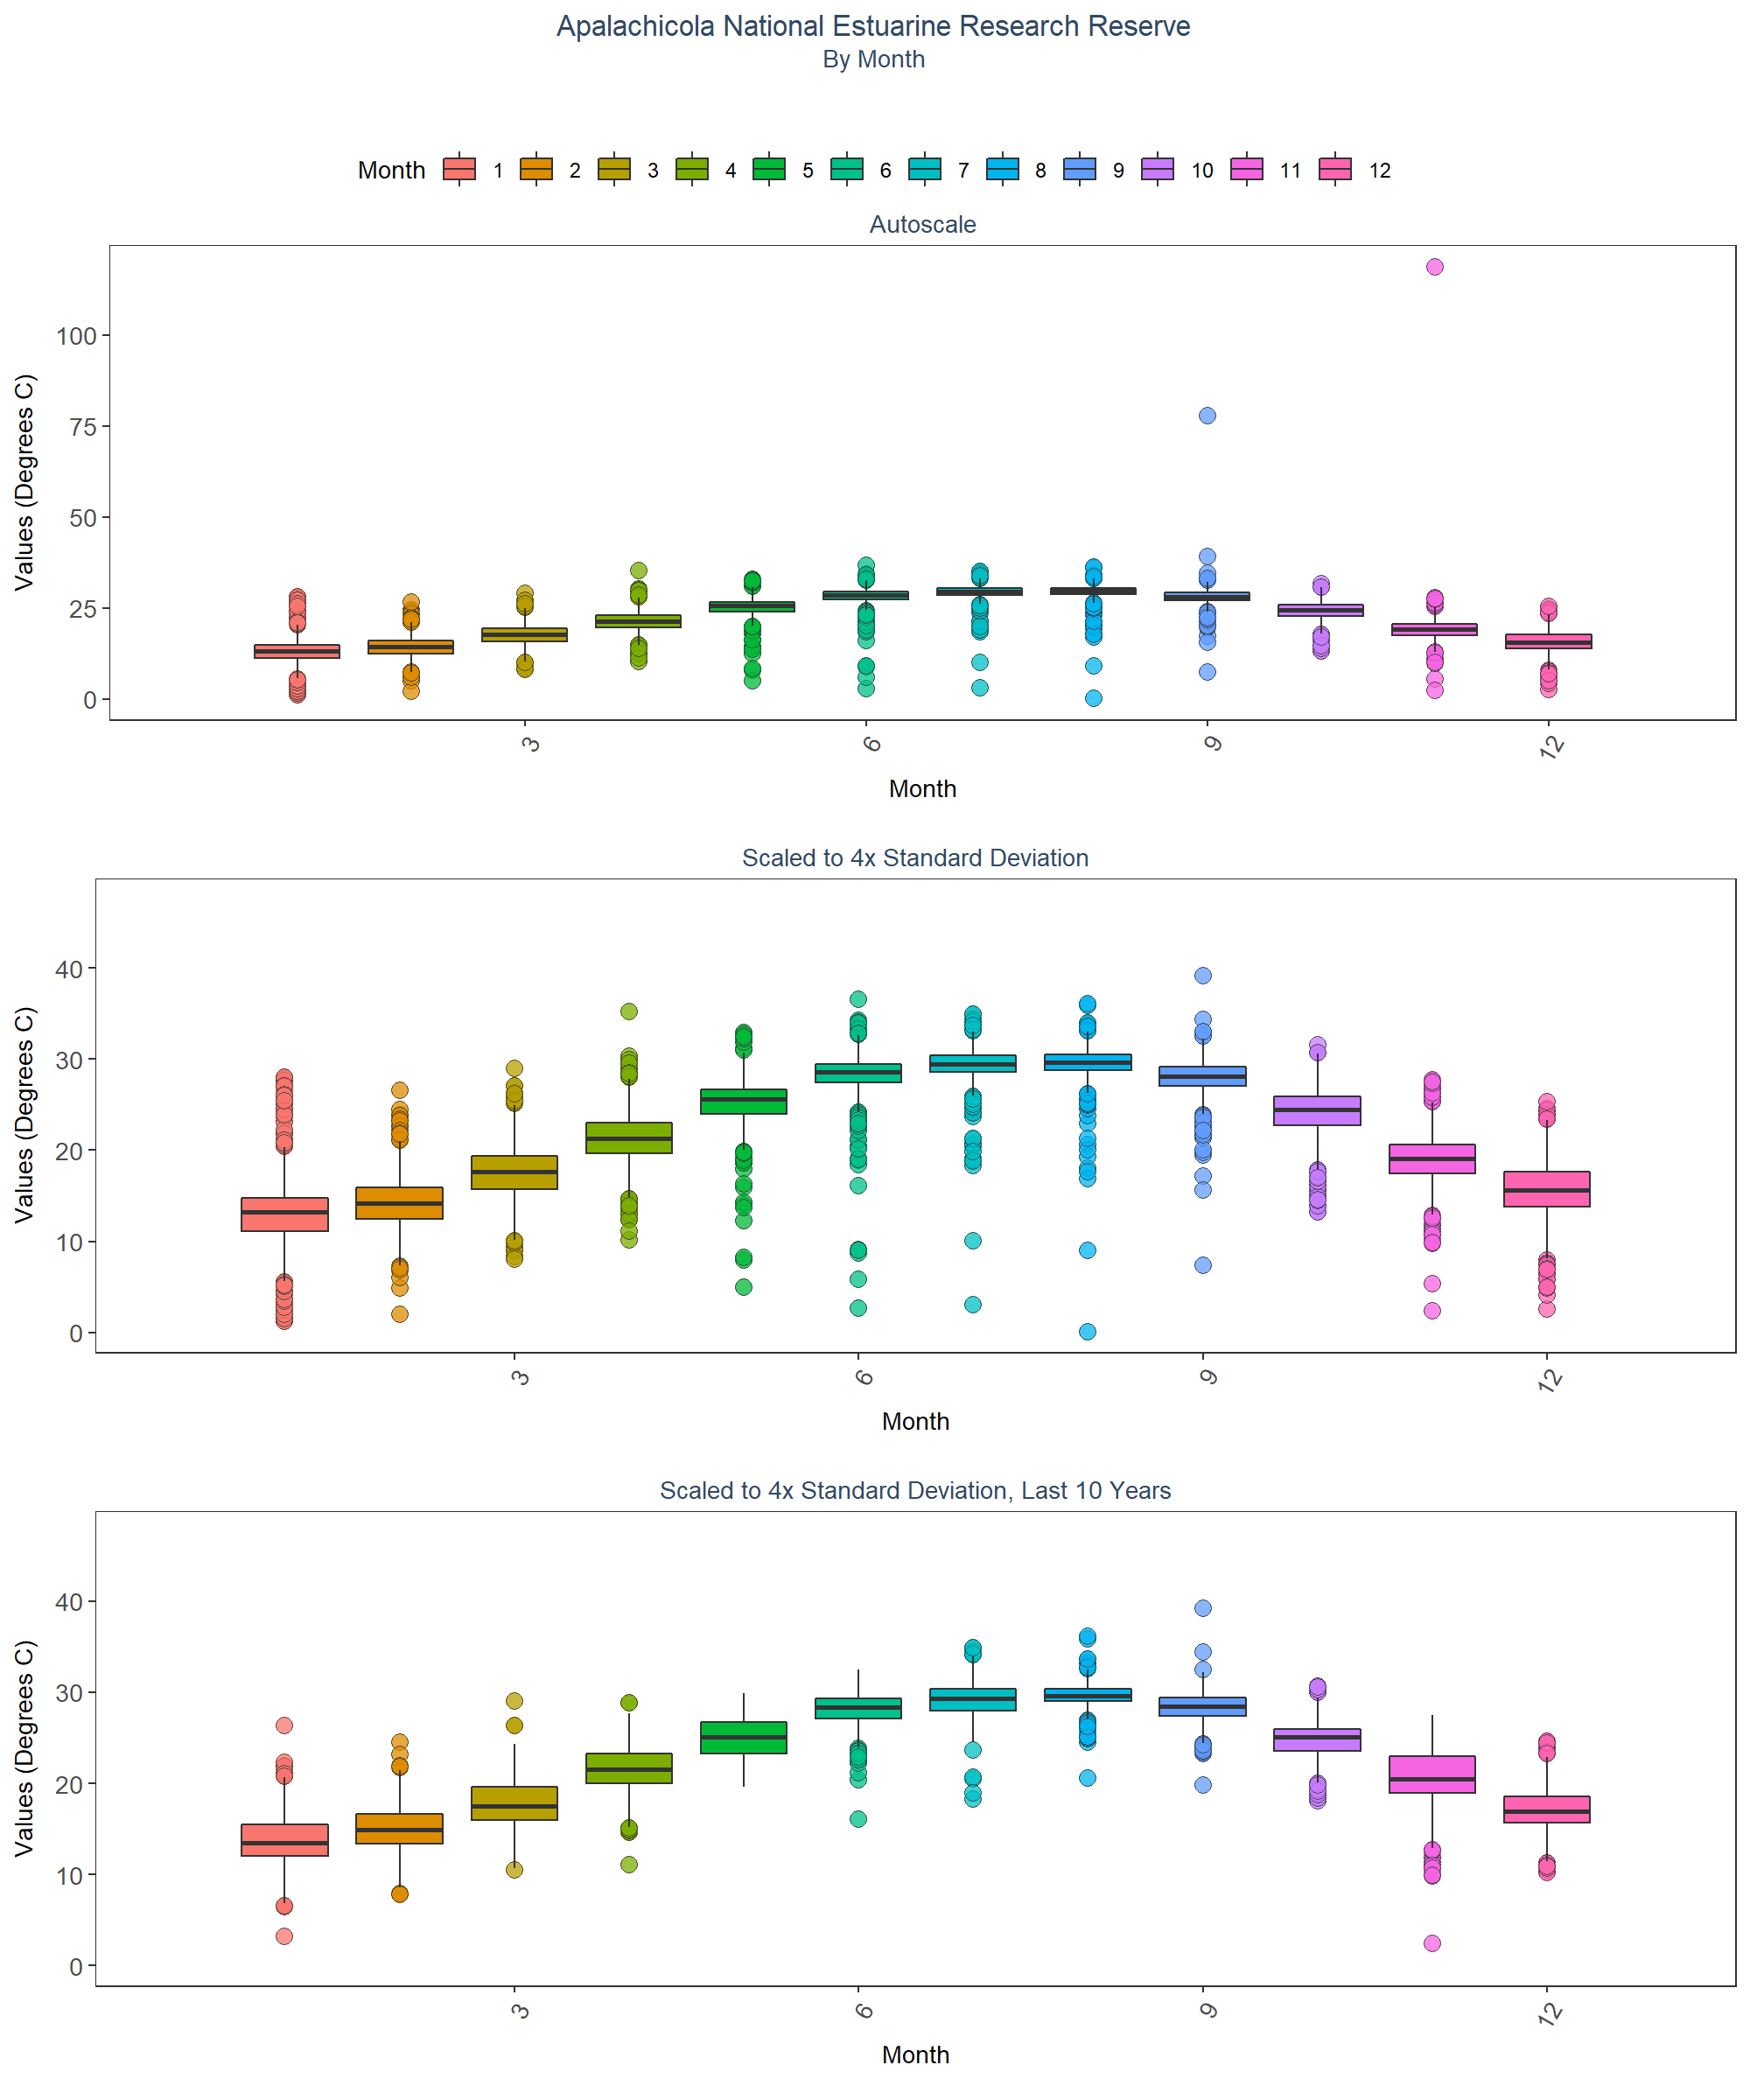 Apalachicola National Estuarine Research Reserve
By Month
Month 1 2 3 4 5 6 7 8 9 10 11 12
Autoscale
Values (Degrees C)
100
75
50
25
0
3 6 9 12
Month
Scaled to 4x Standard Deviation
Values (Degrees C)
40
30
20
10
0
3 6 9 12
Month
Scaled to 4x Standard Deviation, Last 10 Years
Values (Degrees C)
40
30
20
10
0
3 6 9 12
Month